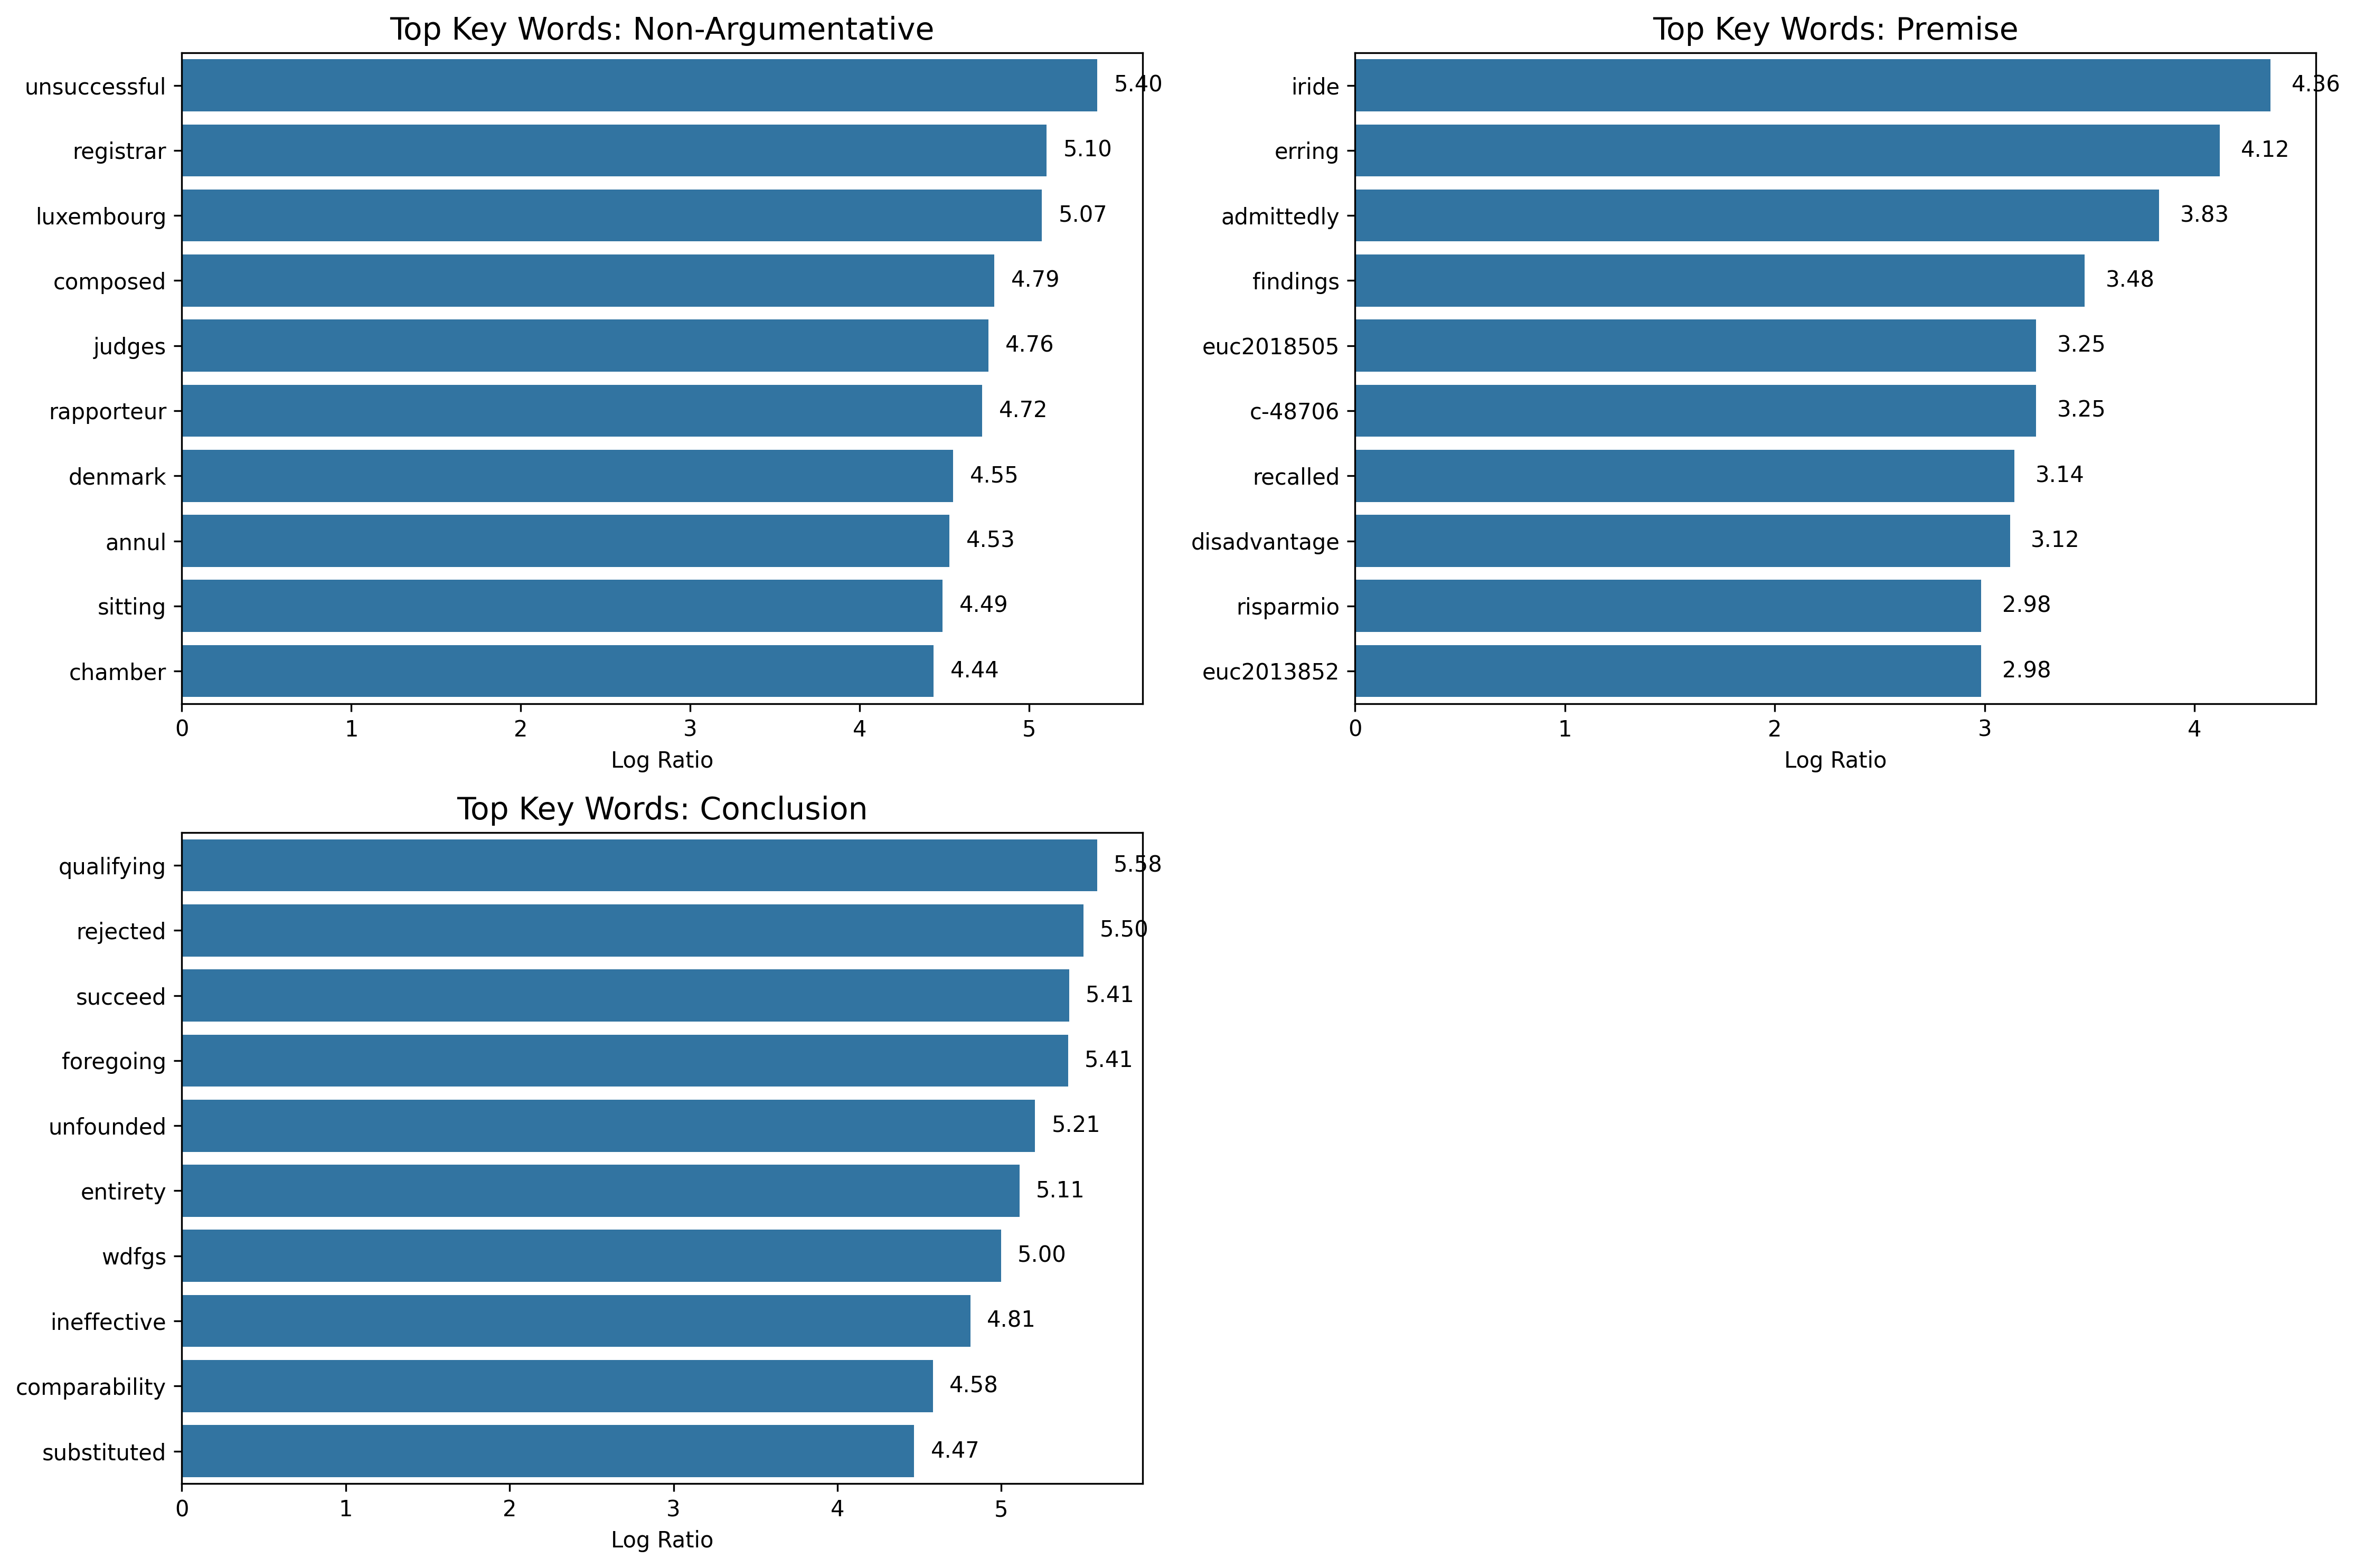 Top Key Words: Non-Argumentative
unsuccessful 5.40
registrar 5.10
luxembourg 5.07
composed 4.79
judges 4.76
rapporteur 4.72
denmark 4.55
annul 4.53
sitting 4.49
chamber 4.44
0 1 2 3 4 5
Log Ratio
Top Key Words: Premise
iride 4.36
erring 4.12
admittedly 3.83
findings 3.48
euc2018505 3.25
c-48706 3.25
recalled 3.14
disadvantage 3.12
risparmio 2.98
euc2013852 2.98
0 1 2 3 4
Log Ratio
Top Key Words: Conclusion
qualifying 5.58
rejected 5.50
succeed 5.41
foregoing 5.41
unfounded 5.21
entirety 5.11
wdfgs 5.00
ineffective 4.81
comparability 4.58
substituted 4.47
0 1 2 3 4 5
Log Ratio